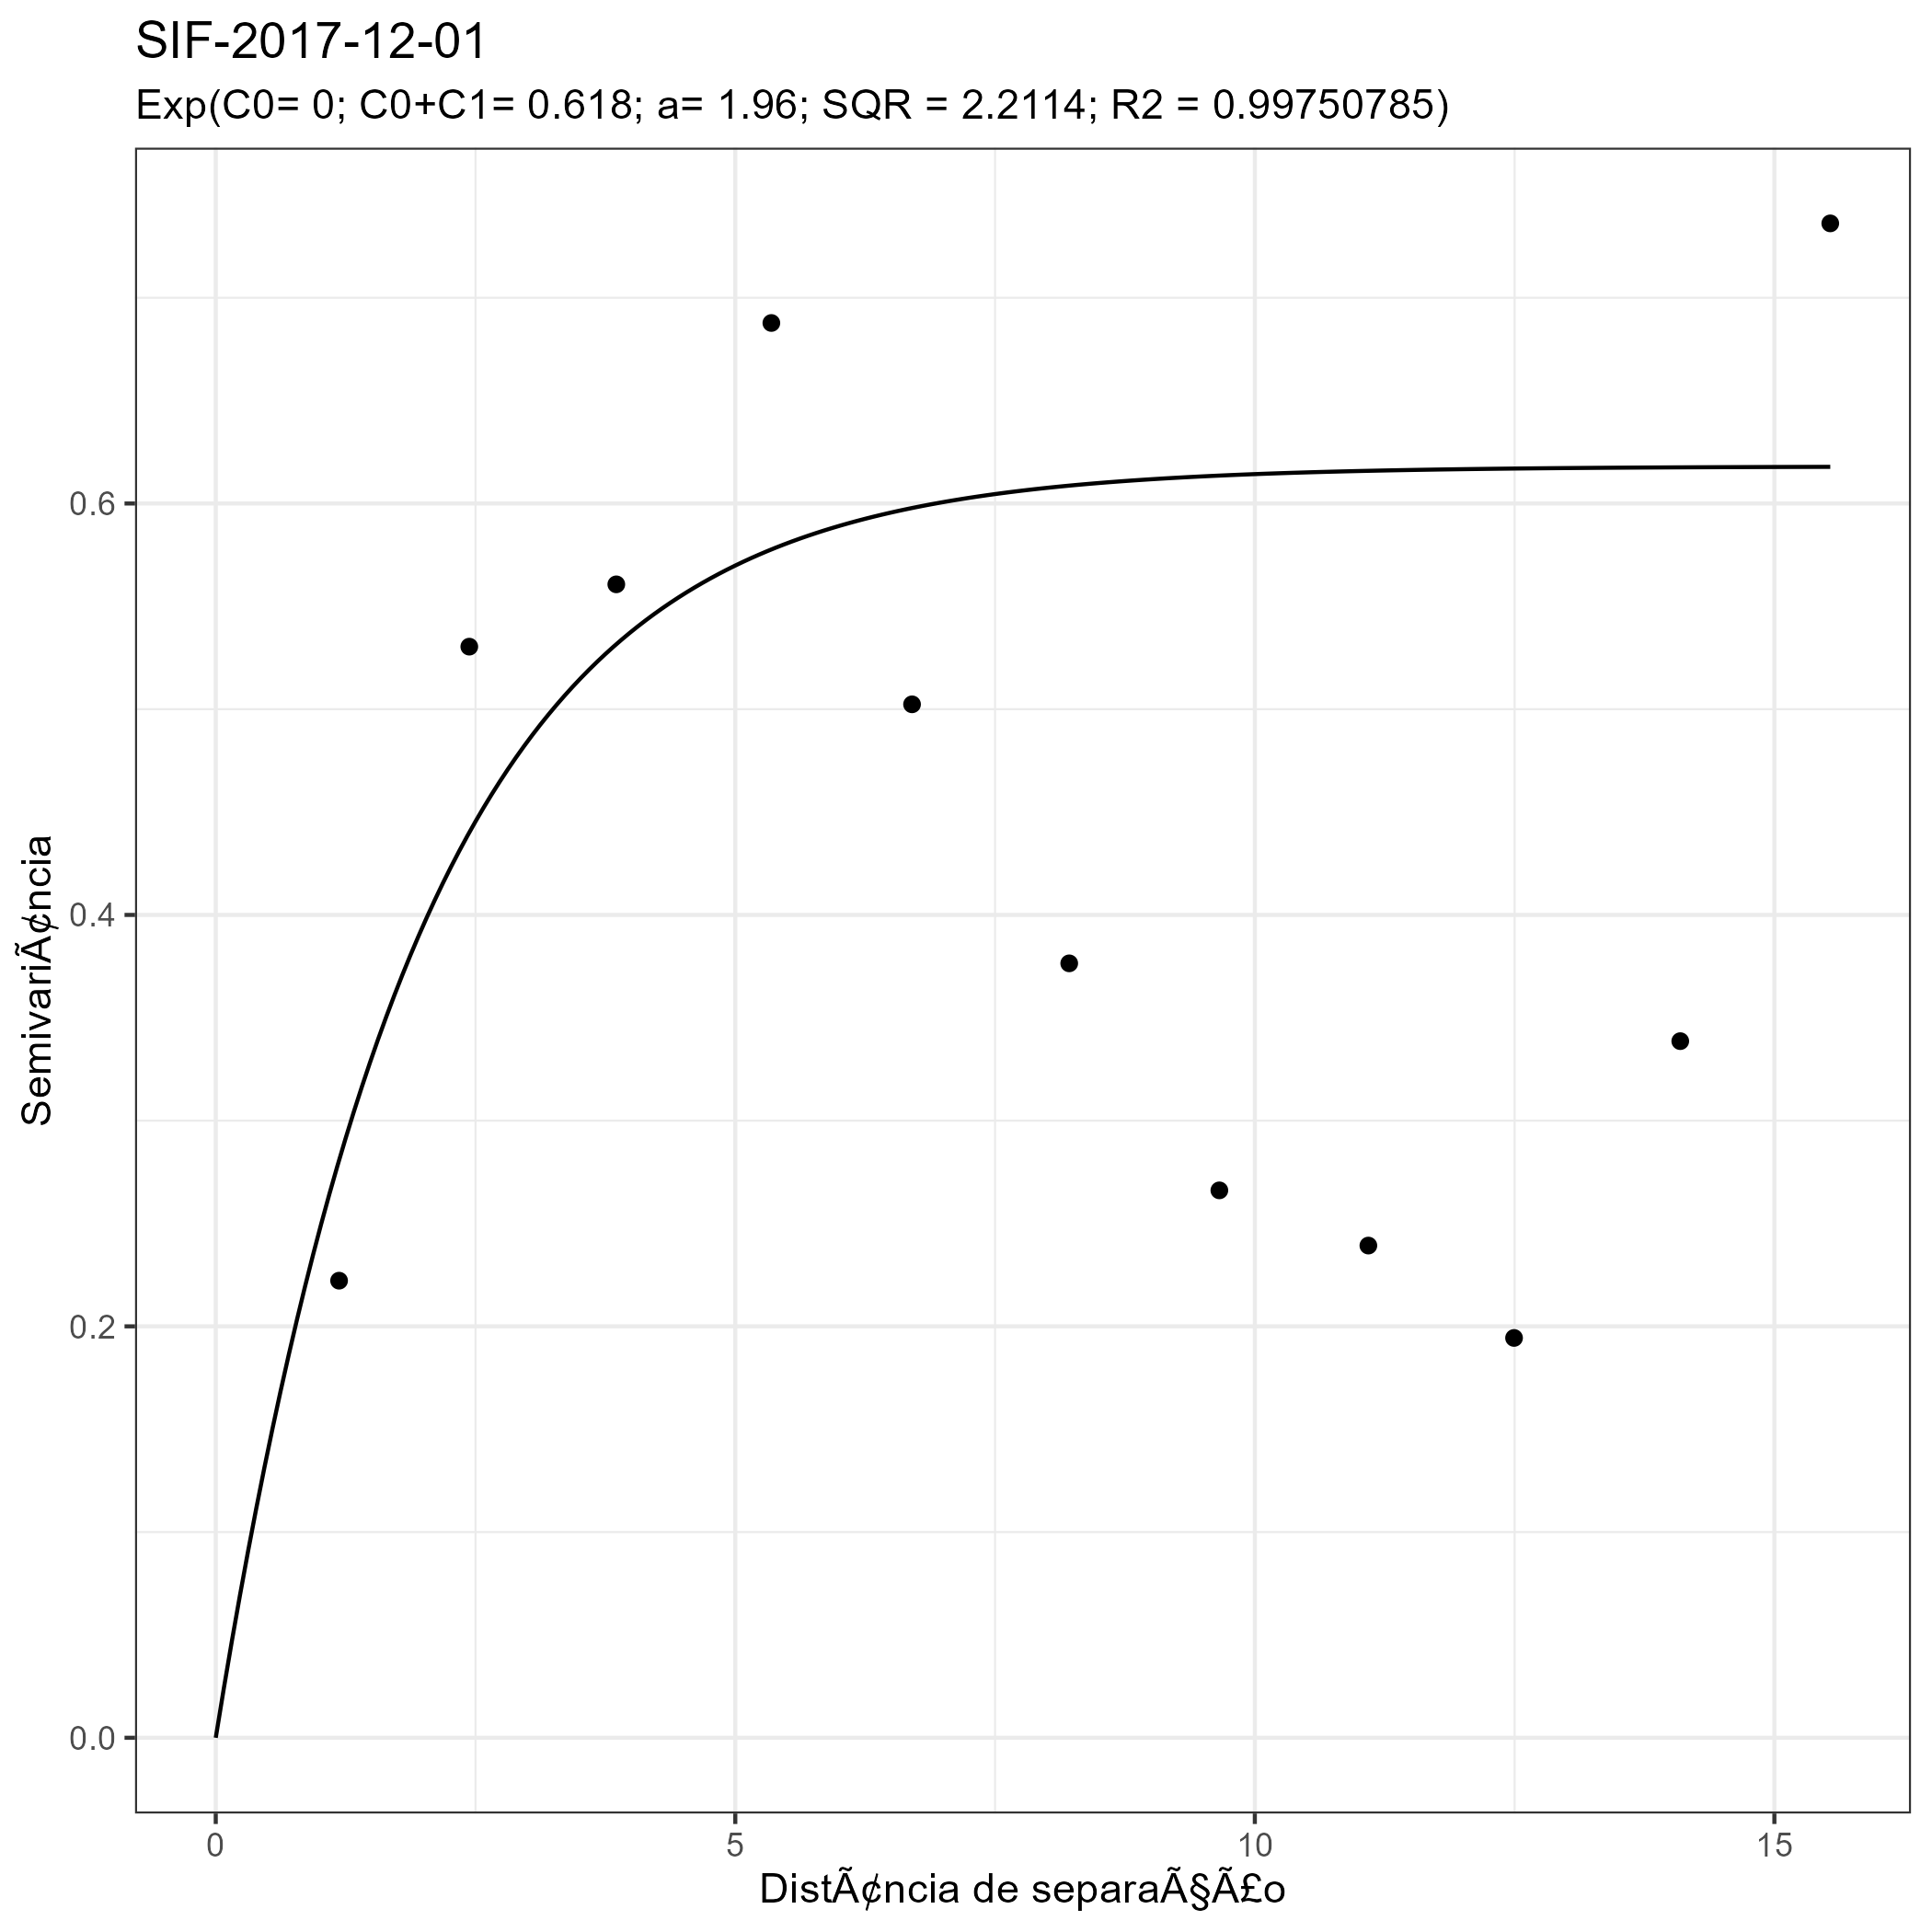 SIF-2017-12-01
Exp(C0= 0; C0+C1= 0.618; a= 1.96; SQR = 2.2114; R2 = 0.99750785)
SemivariÃ¢ncia
0.6
0.4
0.2
0.0
0 5 10 15
DistÃ¢ncia de separaÃ§Ã£o